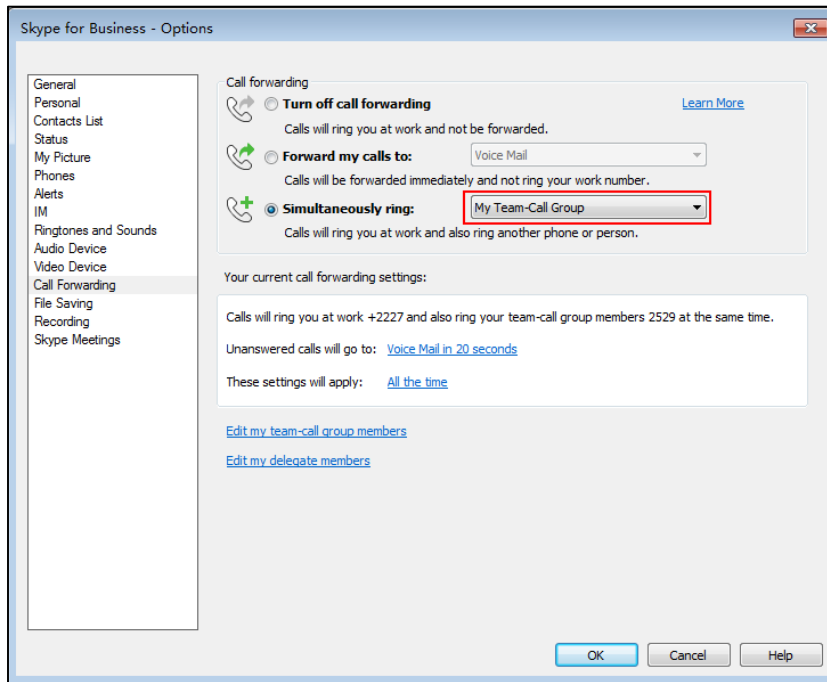 Skype for Business - Options
General
Personal
Contacts List
Status
My Picture
Phones
Alerts
IM
Ringtones and Sounds
Audio Device
Video Device
Call Forwarding
File Saving
Recording
Skype Meetings
Call forwarding
Turn off call forwarding
Learn More
Calls will ring you at work and not be forwarded.
Forward my calls to:
Voice Mail
Calls will be forwarded immediately and not ring your work number.
Simultaneously ring:
My Team-Call Group
Calls will ring you at work and also ring another phone or person.
Your current call forwarding settings:
Calls will ring you at work +2227 and also ring your team-call group members 2529 at the same time.
Unanswered calls will go to: Voice Mail in 20 seconds
These settings will apply: All the time
Edit my team-call group members
Edit my delegate members
OK
Cancel
Help